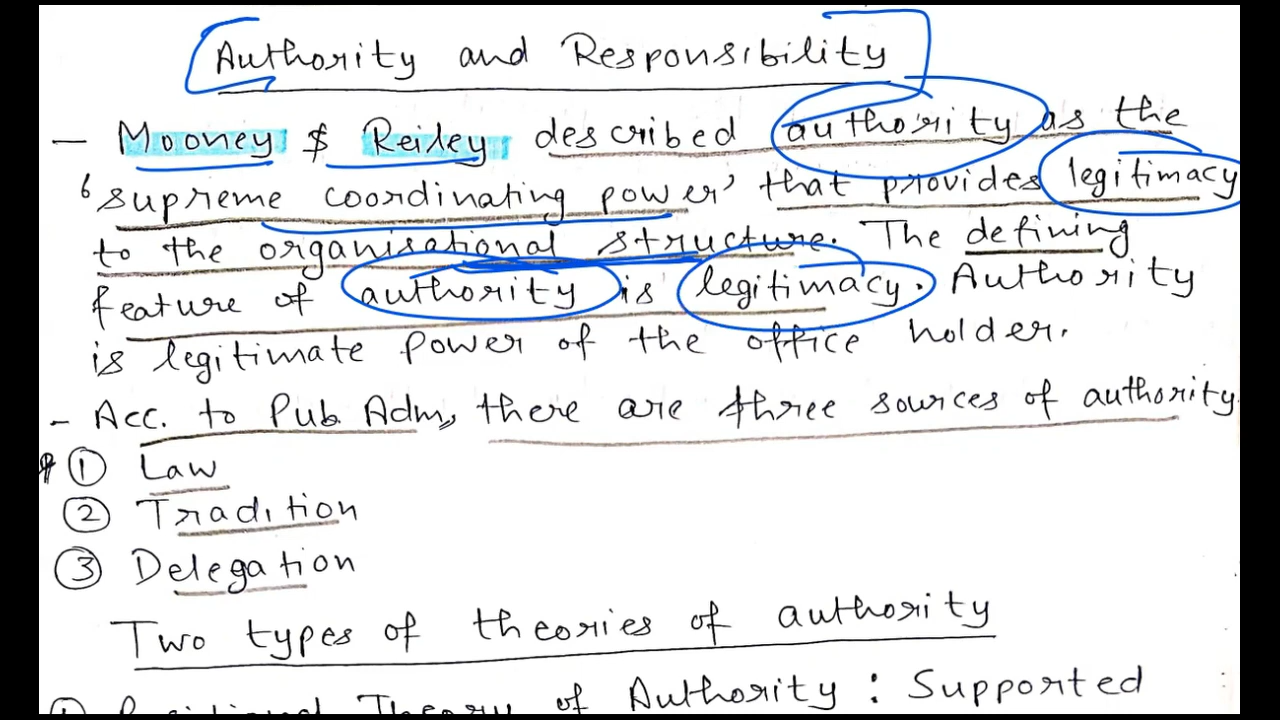 Authority and Responsibility
- Mooney & Reiley described authority as the
'supreme coordinating power' that provides legitimacy
to the organisational structure. The defining
feature of authority is legitimacy. Authority
is legitimate power of the office holder.
- Acc. to Pub. Adm, there are three sources of authority.
① Law
② Tradition
③ Delegation
Two types of theories of authority
Theory of Authority : Supported